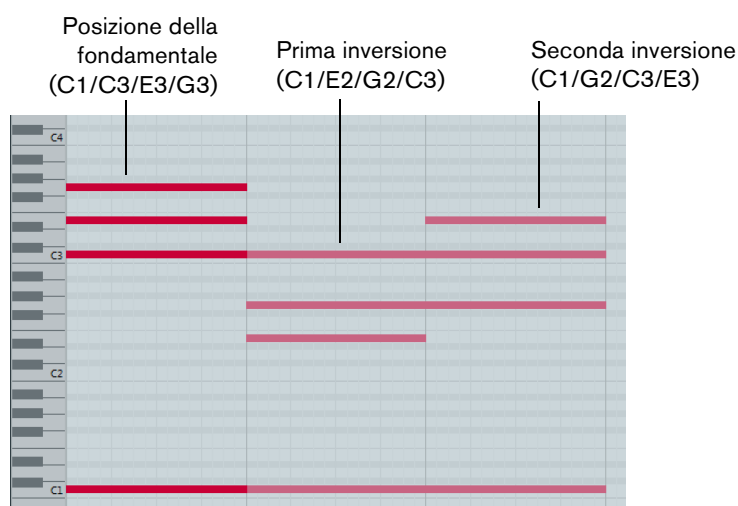 Posizione della
fondamentale
(C1/C3/E3/G3)
Prima inversione
(C1/E2/G2/C3)
Seconda inversione
(C1/G2/C3/E3)
C4
C3
C2
C1